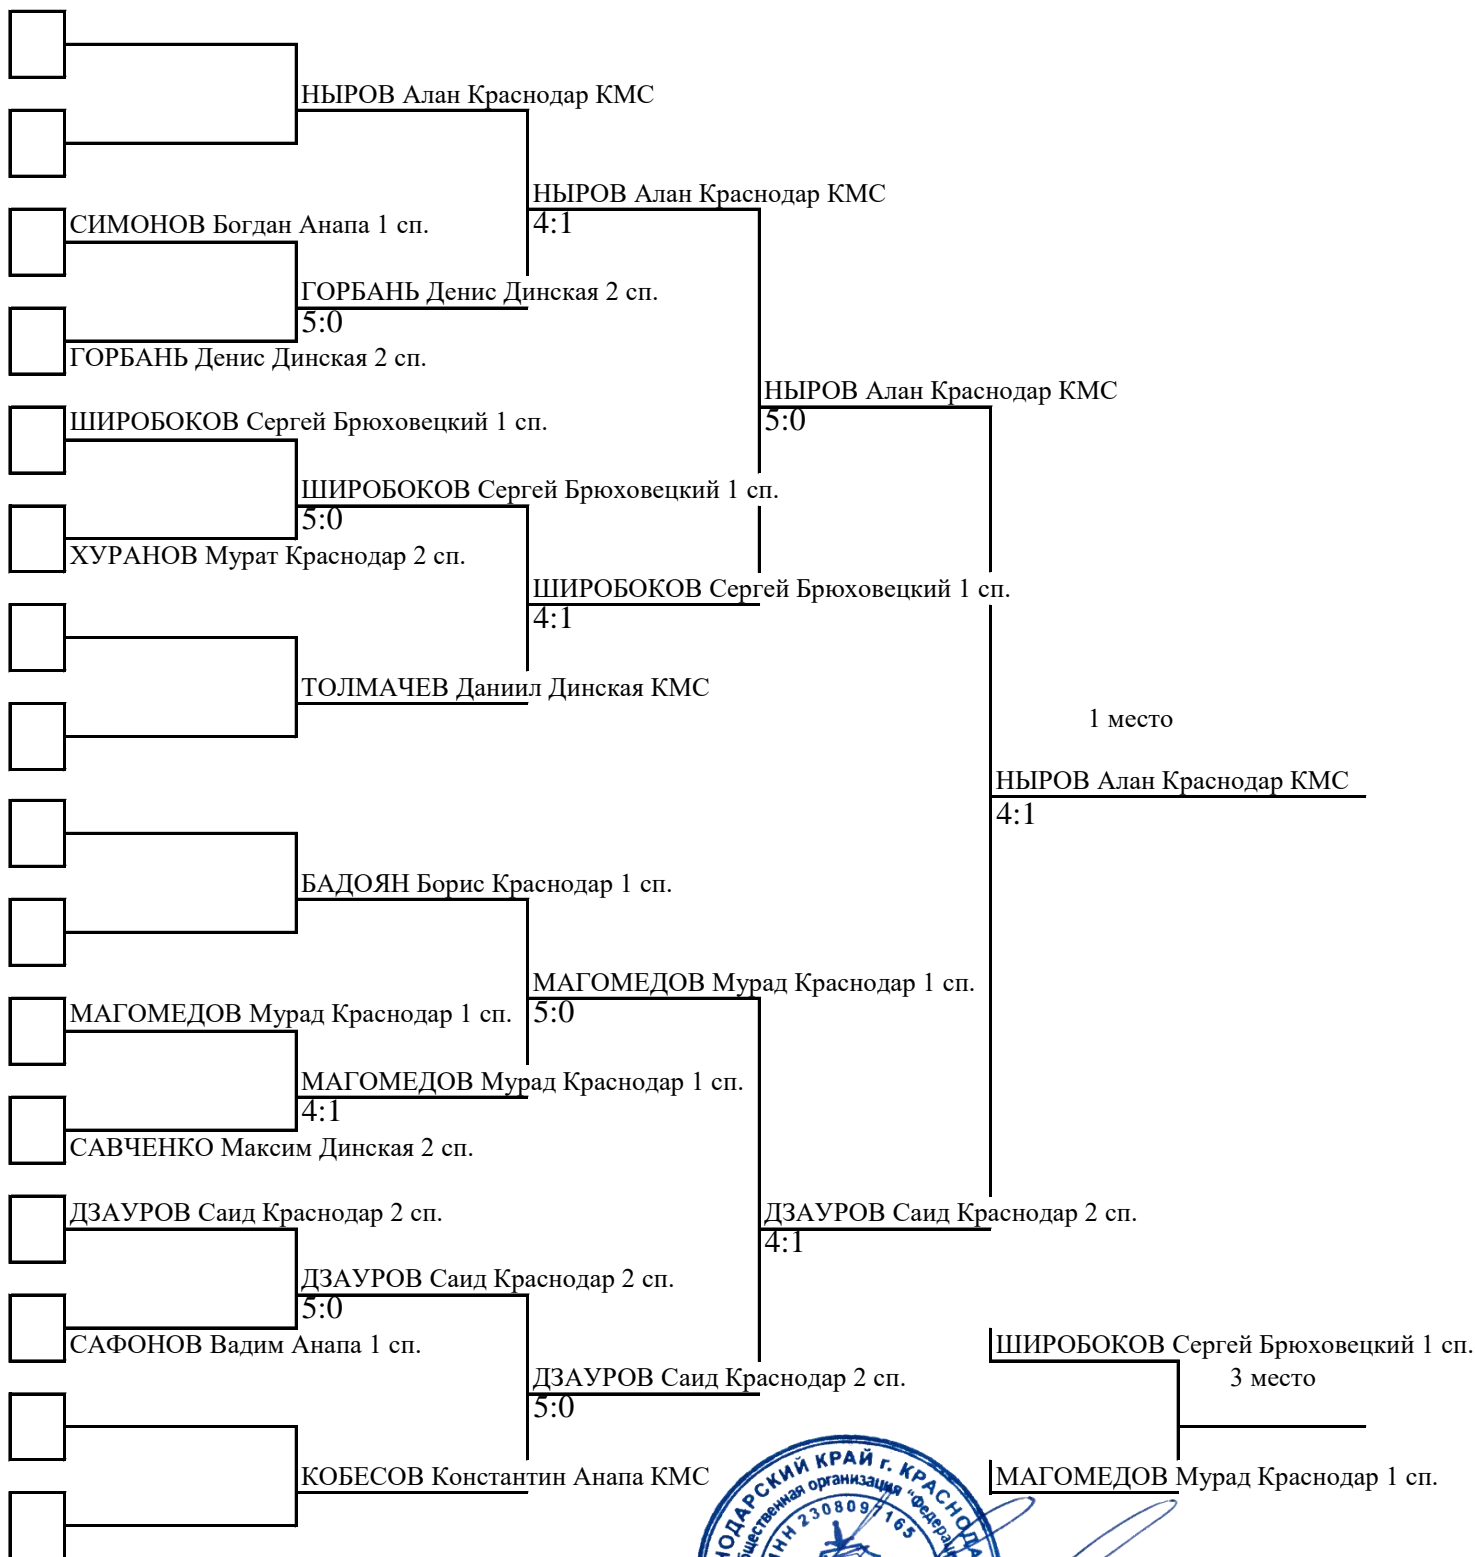 НЫРОВ Алан Краснодар КМС
НЫРОВ Алан Краснодар КМС
4:1
СИМОНОВ Богдан Анапа 1 сп.
ГОРБАНЬ Денис Динская 2 сп.
5:0
ГОРБАНЬ Денис Динская 2 сп.
НЫРОВ Алан Краснодар КМС
5:0
ШИРОБОКОВ Сергей Брюховецкий 1 сп.
ШИРОБОКОВ Сергей Брюховецкий 1 сп.
5:0
ХУРАНОВ Мурат Краснодар 2 сп.
ШИРОБОКОВ Сергей Брюховецкий 1 сп.
4:1
ТОЛМАЧЕВ Даниил Динская КМС
1 место
НЫРОВ Алан Краснодар КМС
4:1
БАДОЯН Борис Краснодар 1 сп.
МАГОМЕДОВ Мурад Краснодар 1 сп.
5:0
МАГОМЕДОВ Мурад Краснодар 1 сп.
МАГОМЕДОВ Мурад Краснодар 1 сп.
4:1
САВЧЕНКО Максим Динская 2 сп.
ДЗАУРОВ Саид Краснодар 2 сп.
ДЗАУРОВ Саид Краснодар 2 сп.
4:1
ДЗАУРОВ Саид Краснодар 2 сп.
5:0
САФОНОВ Вадим Анапа 1 сп.
ШИРОБОКОВ Сергей Брюховецкий 1 сп.
3 место
ДЗАУРОВ Саид Краснодар 2 сп.
5:0
КОБЕСОВ Константин Анапа КМС
МАГОМЕДОВ Мурад Краснодар 1 сп.
КРАЙ г.
организация
ИНН 2308097165